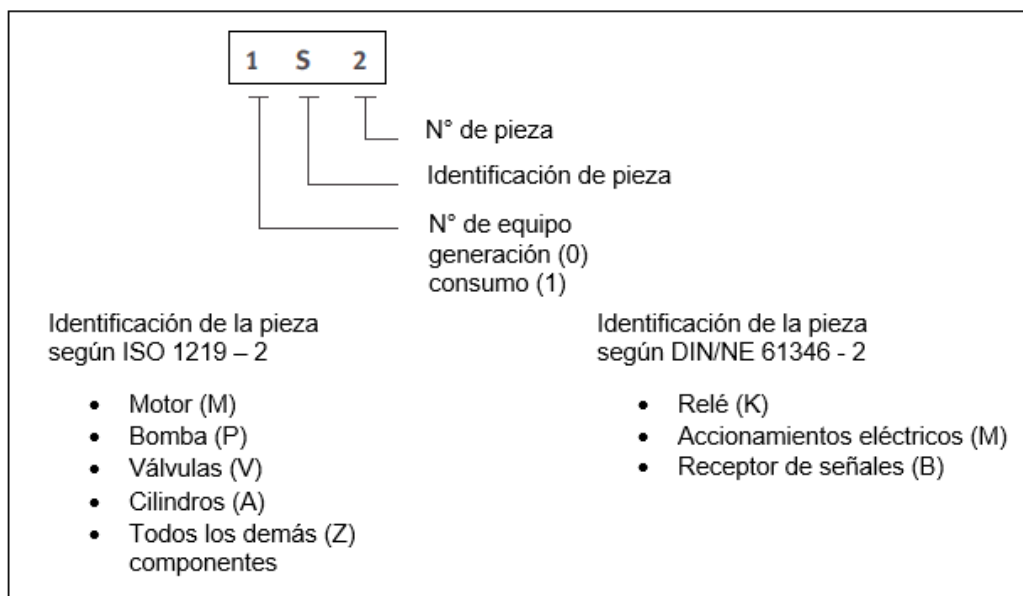 1 S 2
N° de pieza
Identificación de pieza
N° de equipo
generación (0)
consumo (1)
Identificación de la pieza
según ISO 1219 – 2
• Motor (M)
• Bomba (P)
• Válvulas (V)
• Cilindros (A)
• Todos los demás (Z)
componentes
Identificación de la pieza
según DIN/NE 61346 - 2
• Relé (K)
• Accionamientos eléctricos (M)
• Receptor de señales (B)